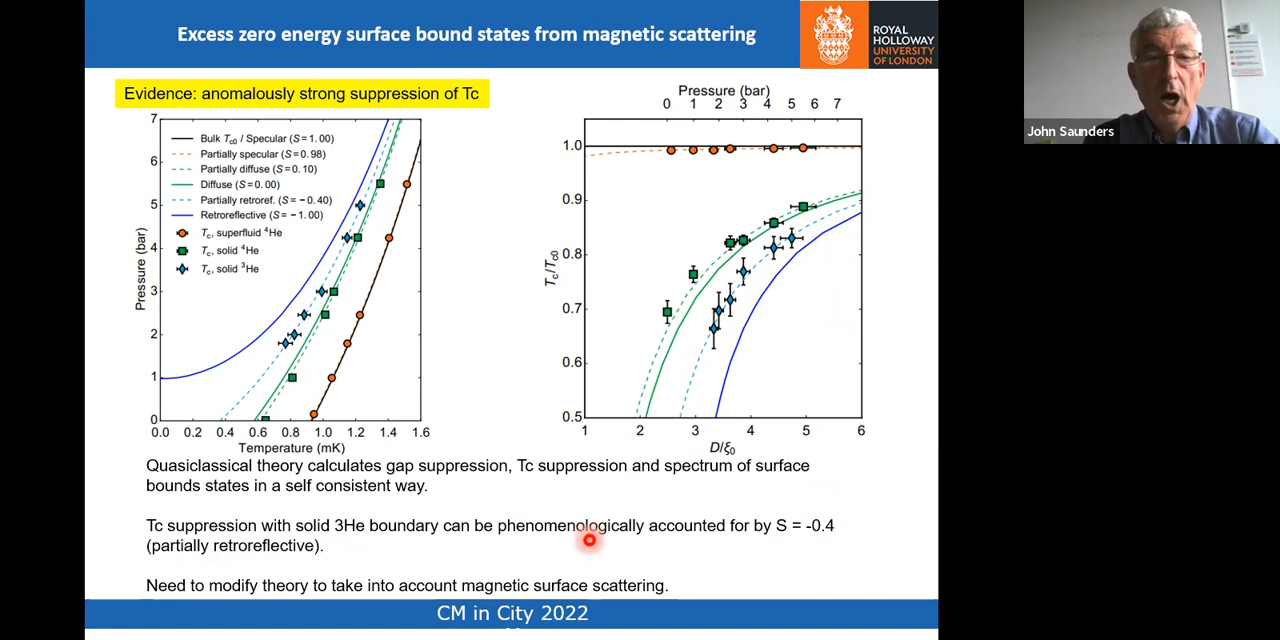 Excess zero energy surface bound states from magnetic scattering
ROYAL
HOLLOWAY
UNIVERSITY
OF LONDON
John Saunders
Evidence: anomalously strong suppression of Tc
7
6
5
4
3
2
1
0
Pressure (bar)
Bulk Tc0 / Specular (S = 1.00)
Partially specular (S = 0.98)
Partially diffuse (S = 0.10)
Diffuse (S = 0.00)
Partially retroref. (S = − 0.40)
Retroreflective (S = − 1.00)
Tc, superfluid ⁴He
Tc, solid ⁴He
Tc, solid ³He
0.0 0.2 0.4 0.6 0.8 1.0 1.2 1.4 1.6
Temperature (mK)
Pressure (bar)
0 1 2 3 4 5 6 7
1.0
0.9
0.8
0.7
0.6
0.5
Tc/Tc0
1 2 3 4 5 6
D/ξ0
Quasiclassical theory calculates gap suppression, Tc suppression and spectrum of surface
bounds states in a self consistent way.
Tc suppression with solid 3He boundary can be phenomenologically accounted for by S = -0.4
(partially retroreflective).
Need to modify theory to take into account magnetic surface scattering.
CM in City 2022